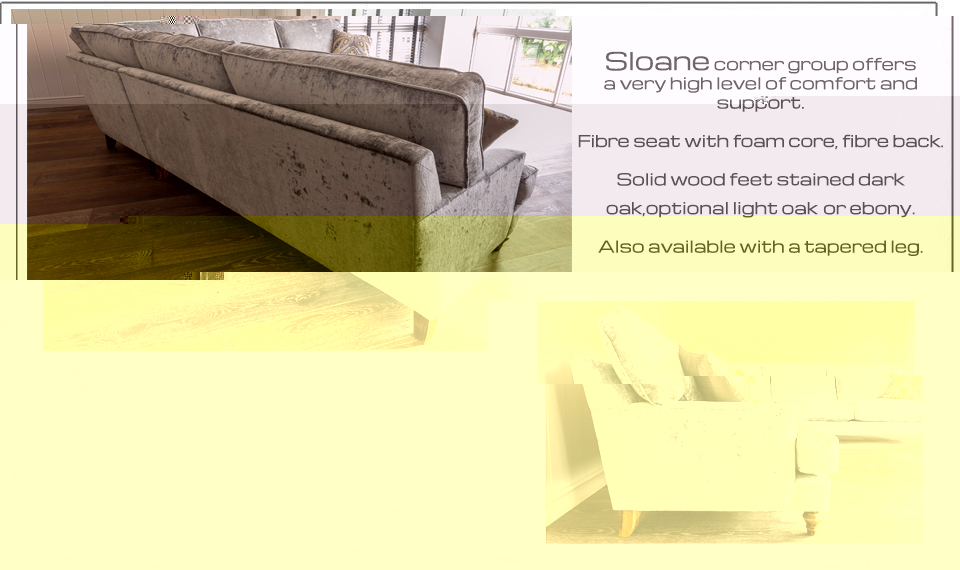 Sloane corner group offers
a very high level of comfort and
support.
Fibre seat with foam core, fibre back.
Solid wood feet stained dark
oak,optional light oak or ebony.
Also available with a tapered leg.